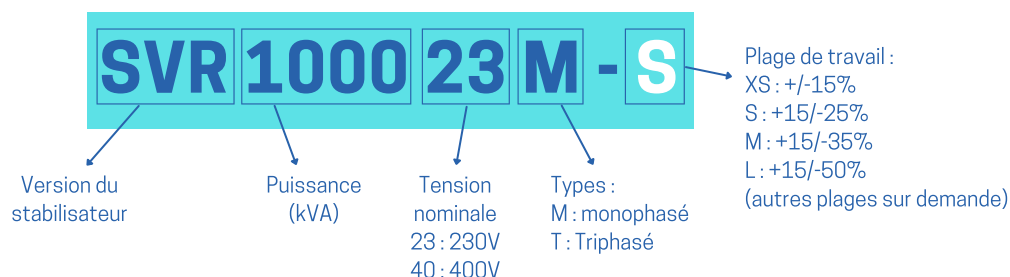 SVR 1000 23 M - S
Plage de travail :
XS : +/-15%
S : +15/-25%
M : +15/-35%
L : +15/-50%
(autres plages sur demande)
Version du
stabilisateur
Puissance
(kVA)
Tension
nominale
23 : 230V
40 : 400V
Types :
M : monophasé
T : Triphasé